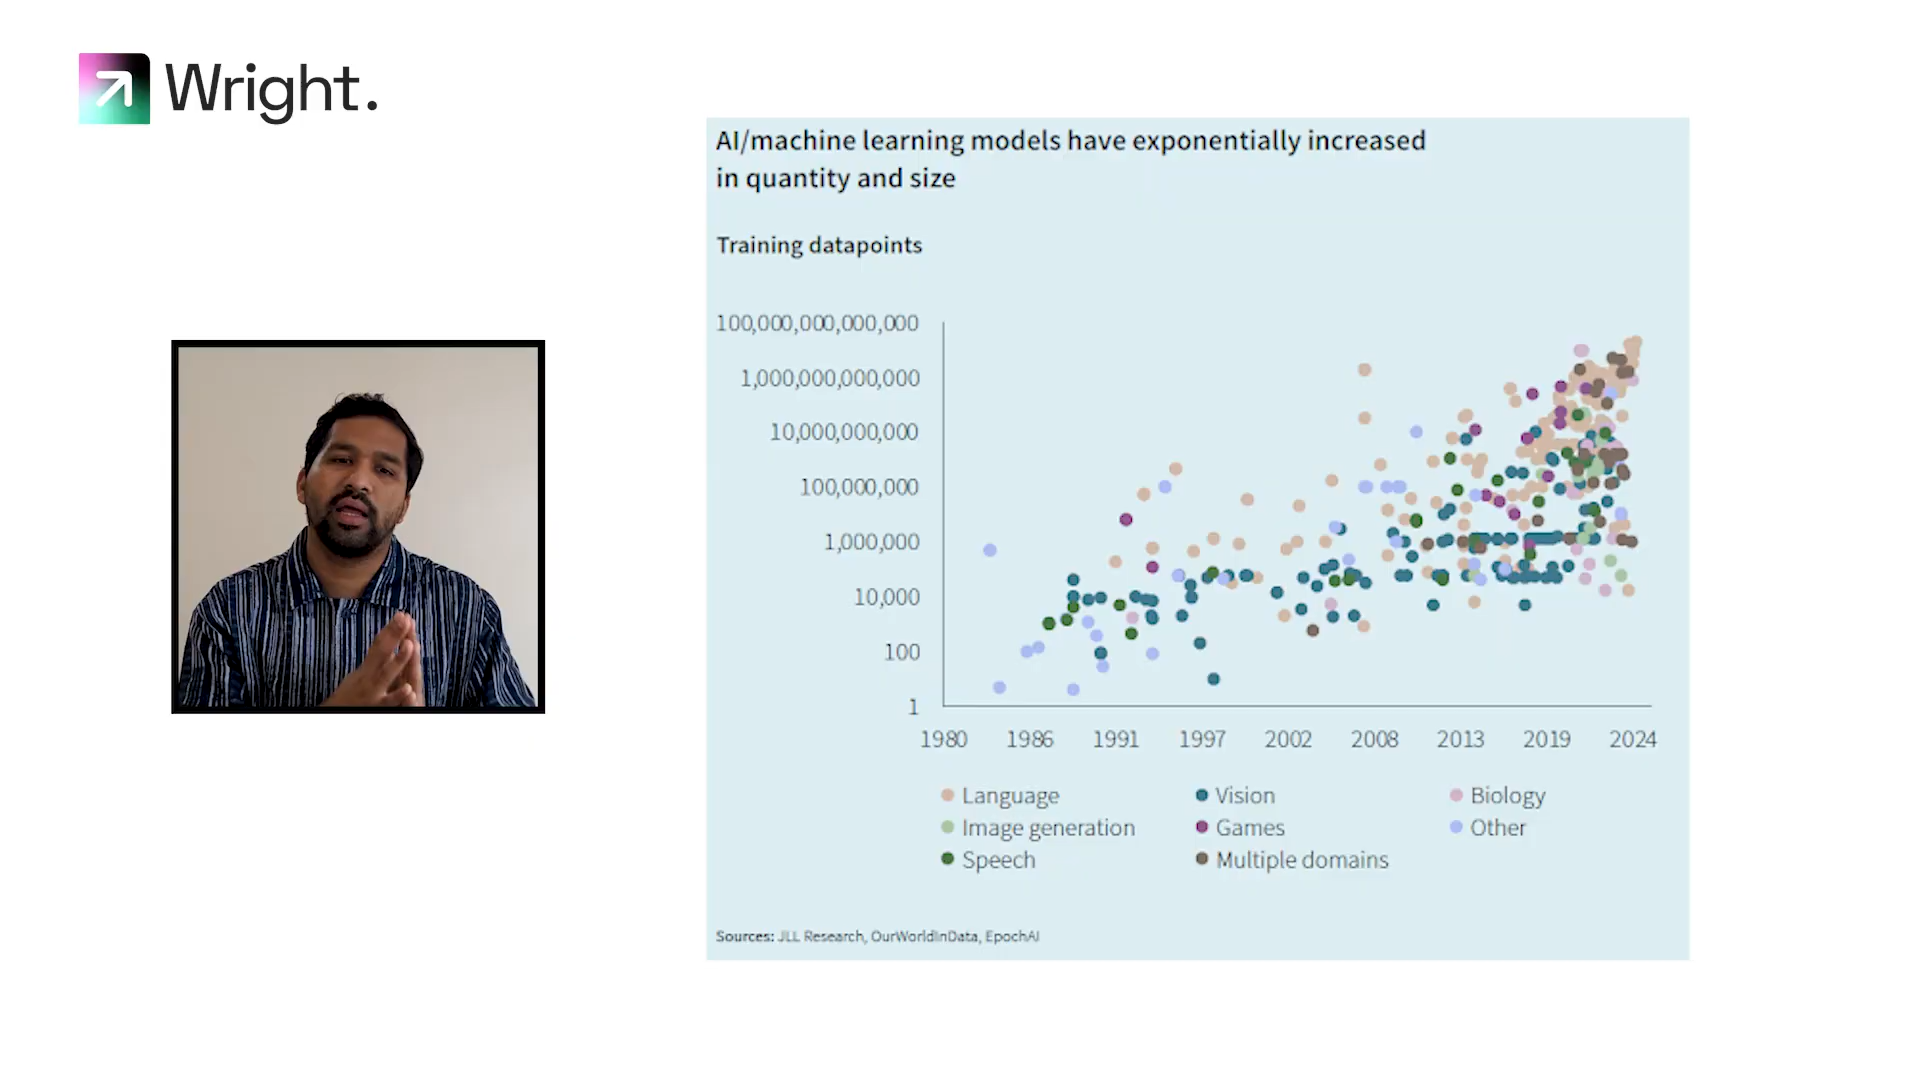 Wright.
AI/machine learning models have exponentially increased
in quantity and size
Training datapoints
100,000,000,000,000
1,000,000,000,000
10,000,000,000
100,000,000
1,000,000
10,000
100
1
1980 1986 1991 1997 2002 2008 2013 2019 2024
Language Vision Biology
Image generation Games Other
Speech Multiple domains
Sources: JLL Research, OurWorldInData, EpochAI